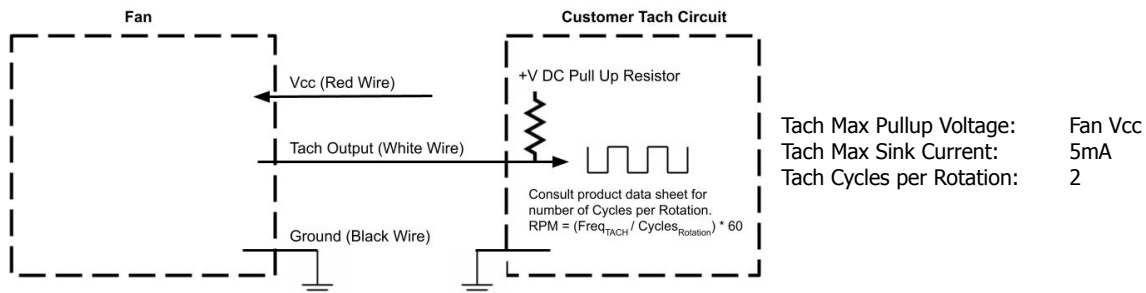 Fan
Customer Tach Circuit
+V DC Pull Up Resistor
Vcc (Red Wire)
Tach Output (White Wire)
Consult product data sheet for
number of Cycles per Rotation.
RPM = (Freq_TACH / Cycles_Rotation) * 60
Ground (Black Wire)
Tach Max Pullup Voltage: Fan Vcc
Tach Max Sink Current: 5mA
Tach Cycles per Rotation: 2